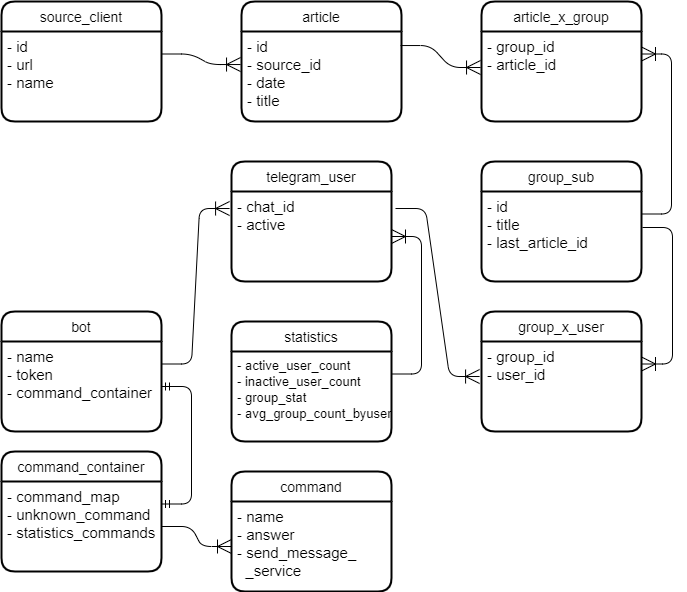 source_client
- id
- url
- name
article
- id
- source_id
- date
- title
article_x_group
- group_id
- article_id
telegram_user
- chat_id
- active
group_sub
- id
- title
- last_article_id
bot
- name
- token
- command_container
statistics
- active_user_count
- inactive_user_count
- group_stat
- avg_group_count_byuser
group_x_user
- group_id
- user_id
command_container
- command_map
- unknown_command
- statistics_commands
command
- name
- answer
- send_message_
_service